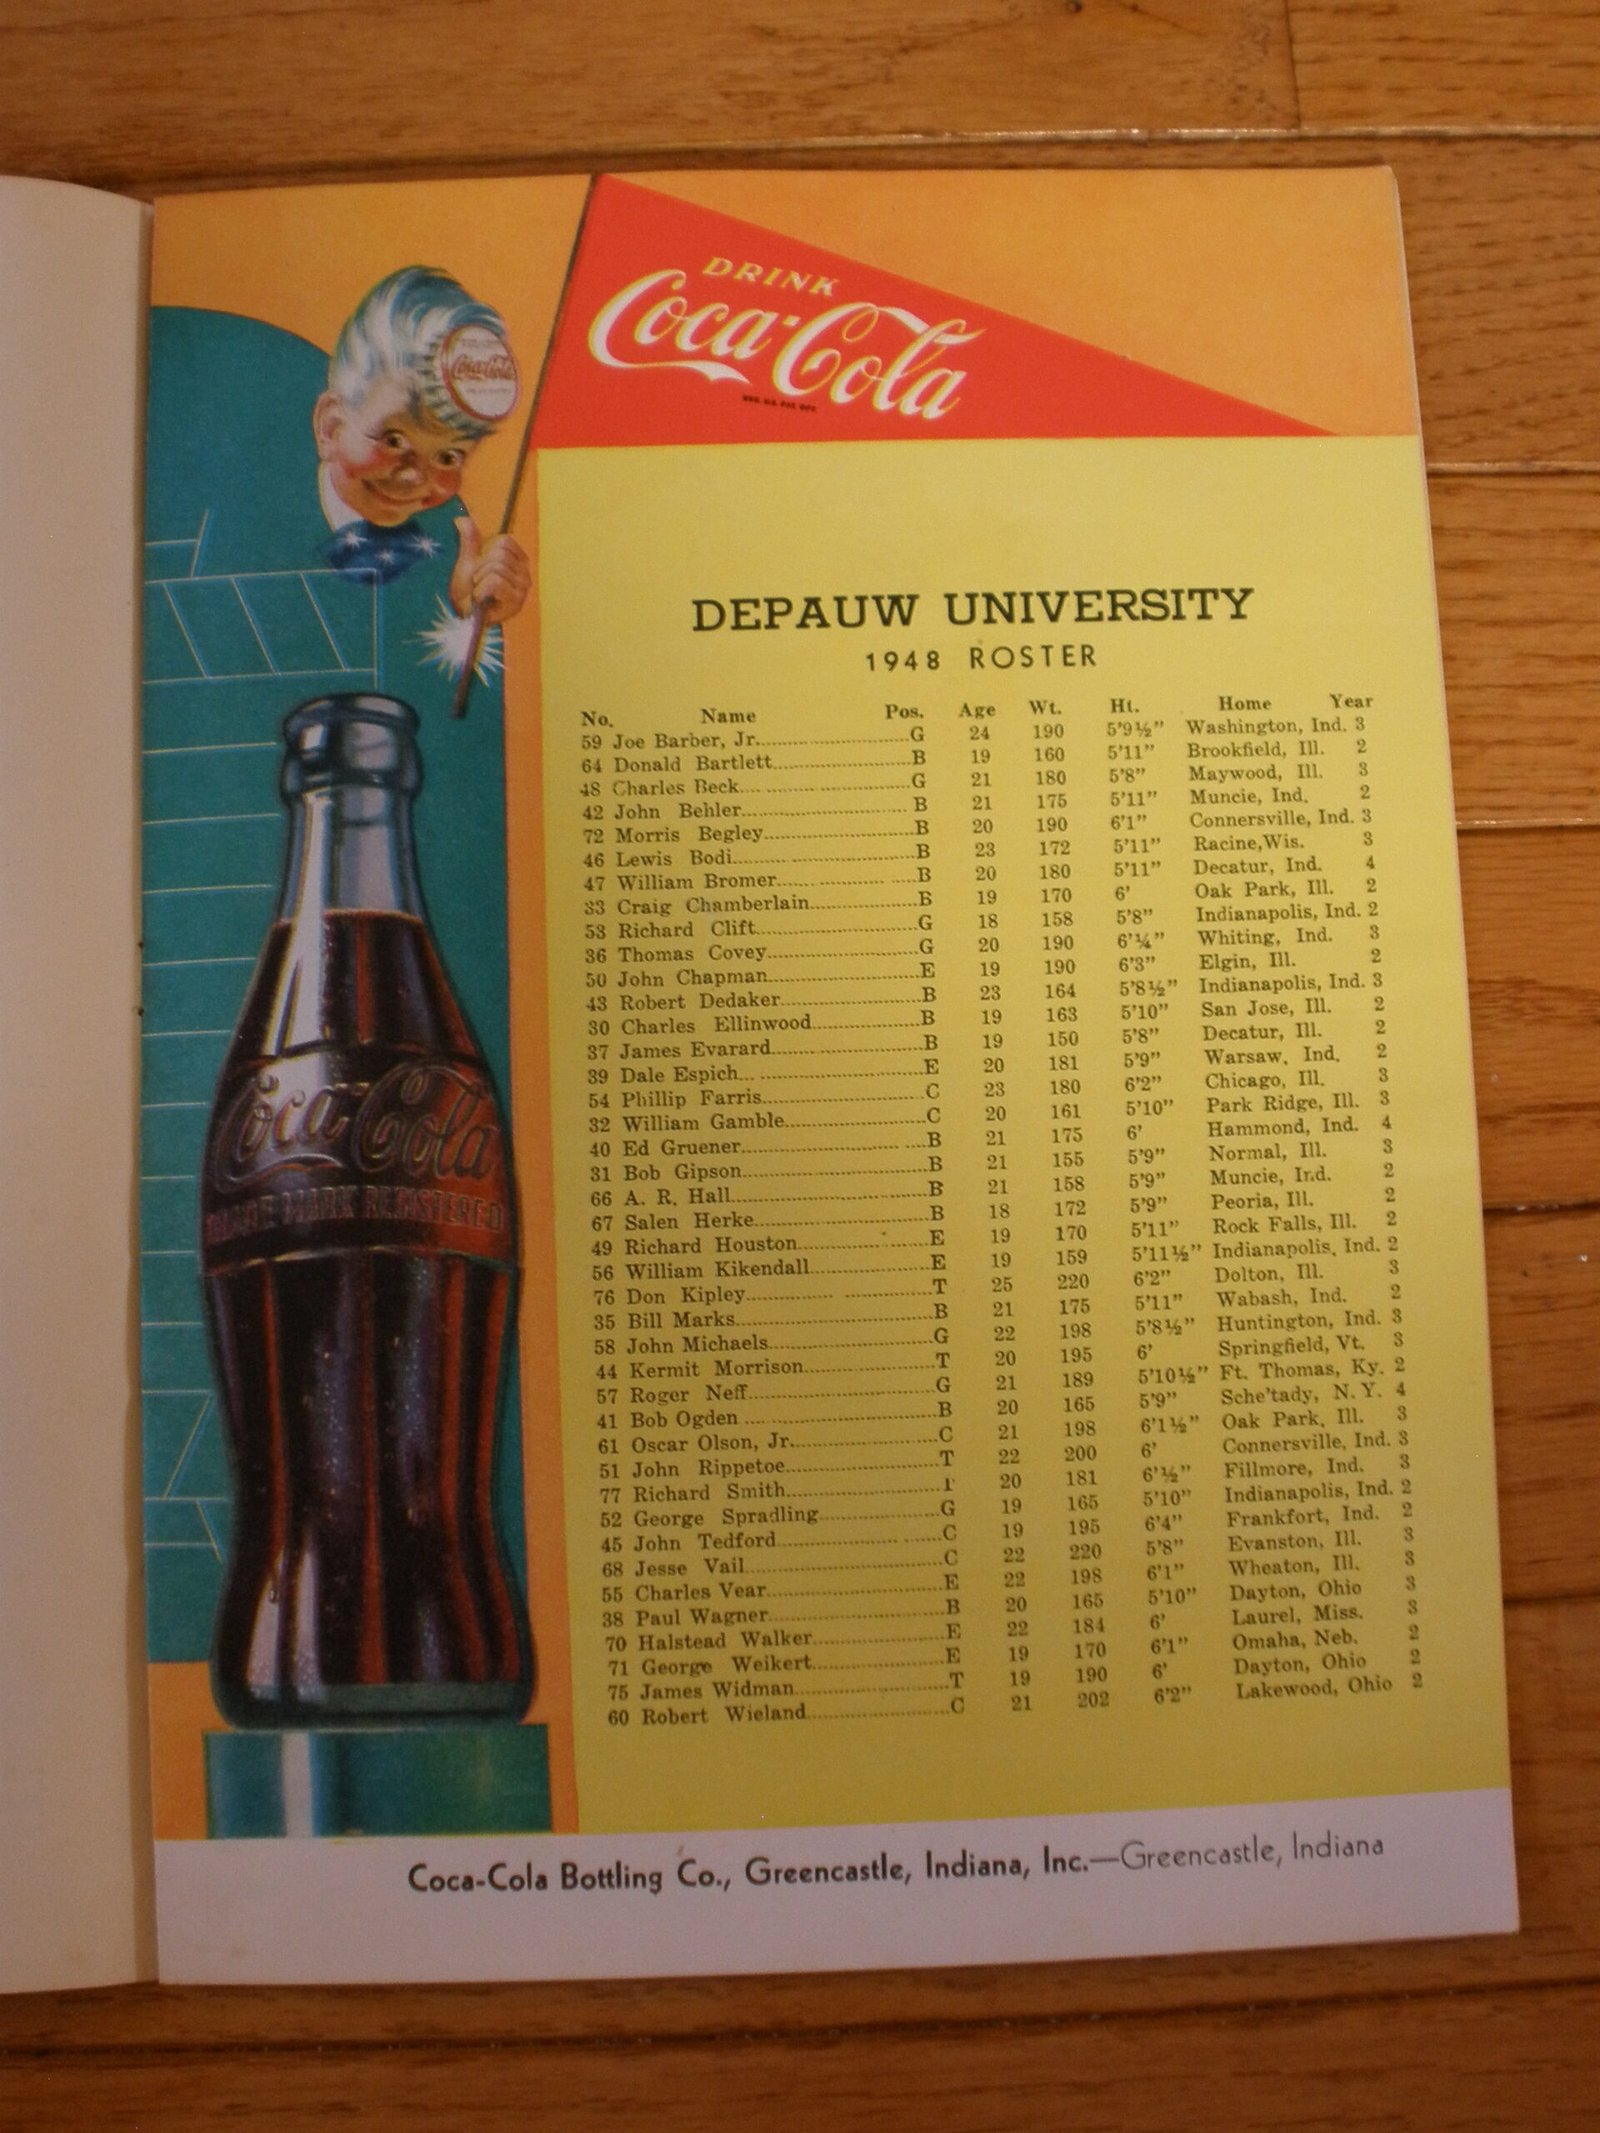 DRINK
Coca-Cola
REG. U.S. PAT. OFF.
Coca-Cola
DEPAUW UNIVERSITY
1948 ROSTER
No. Name Pos. Age Wt. Ht. Home Year
59 Joe Barber, Jr. G 24 190 5'9½" Washington, Ind. 3
64 Donald Bartlett B 19 160 5'11" Brookfield, Ill. 2
48 Charles Beck G 21 180 5'8" Maywood, Ill. 3
42 John Behler B 21 175 5'11" Muncie, Ind. 2
72 Morris Begley B 20 190 6'1" Connersville, Ind. 3
46 Lewis Bodi B 23 172 5'11" Racine,Wis. 3
47 William Bromer B 20 180 5'11" Decatur, Ind. 4
33 Craig Chamberlain B 19 170 6' Oak Park, Ill. 2
53 Richard Clift G 18 158 5'8" Indianapolis, Ind. 2
36 Thomas Covey G 20 190 6'¼" Whiting, Ind. 3
50 John Chapman E 19 190 6'3" Elgin, Ill. 2
43 Robert Dedaker B 23 164 5'8½" Indianapolis, Ind. 3
30 Charles Ellinwood B 19 163 5'10" San Jose, Ill. 2
37 James Evarard B 19 150 5'8" Decatur, Ill. 2
39 Dale Espich E 20 181 5'9" Warsaw, Ind. 2
54 Phillip Farris C 23 180 6'2" Chicago, Ill. 3
32 William Gamble C 20 161 5'10" Park Ridge, Ill. 3
40 Ed Gruener B 21 175 6' Hammond, Ind. 4
31 Bob Gipson B 21 155 5'9" Normal, Ill. 3
66 A. R. Hall B 21 158 5'9" Muncie, Ind. 2
67 Salen Herke B 18 172 5'9" Peoria, Ill. 2
49 Richard Houston E 19 170 5'11" Rock Falls, Ill. 2
56 William Kikendall E 19 159 5'11½" Indianapolis, Ind. 2
76 Don Kipley T 25 220 6'2" Dolton, Ill. 3
35 Bill Marks B 21 175 5'11" Wabash, Ind. 2
58 John Michaels G 22 198 5'8½" Huntington, Ind. 3
44 Kermit Morrison T 20 195 6' Springfield, Vt. 3
57 Roger Neff G 21 189 5'10½" Ft. Thomas, Ky. 2
41 Bob Ogden B 20 165 5'9" Sche'tady, N. Y. 4
61 Oscar Olson, Jr. C 21 198 6'1½" Oak Park, Ill. 3
51 John Rippetoe T 22 200 6' Connersville, Ind. 3
77 Richard Smith T 20 181 6'½" Fillmore, Ind. 3
52 George Spradling G 19 165 5'10" Indianapolis, Ind. 2
45 John Tedford C 19 195 6'4" Frankfort, Ind. 2
68 Jesse Vail C 22 220 5'8" Evanston, Ill. 3
55 Charles Vear E 22 198 6'1" Wheaton, Ill. 3
38 Paul Wagner B 20 165 5'10" Dayton, Ohio 3
70 Halstead Walker E 22 184 6' Laurel, Miss. 3
71 George Weikert E 19 170 6'1" Omaha, Neb. 2
75 James Widman T 19 190 6' Dayton, Ohio 2
60 Robert Wieland C 21 202 6'2" Lakewood, Ohio 2
Coca-Cola
TRADE MARK REGISTERED
Coca-Cola Bottling Co., Greencastle, Indiana, Inc.—Greencastle, Indiana